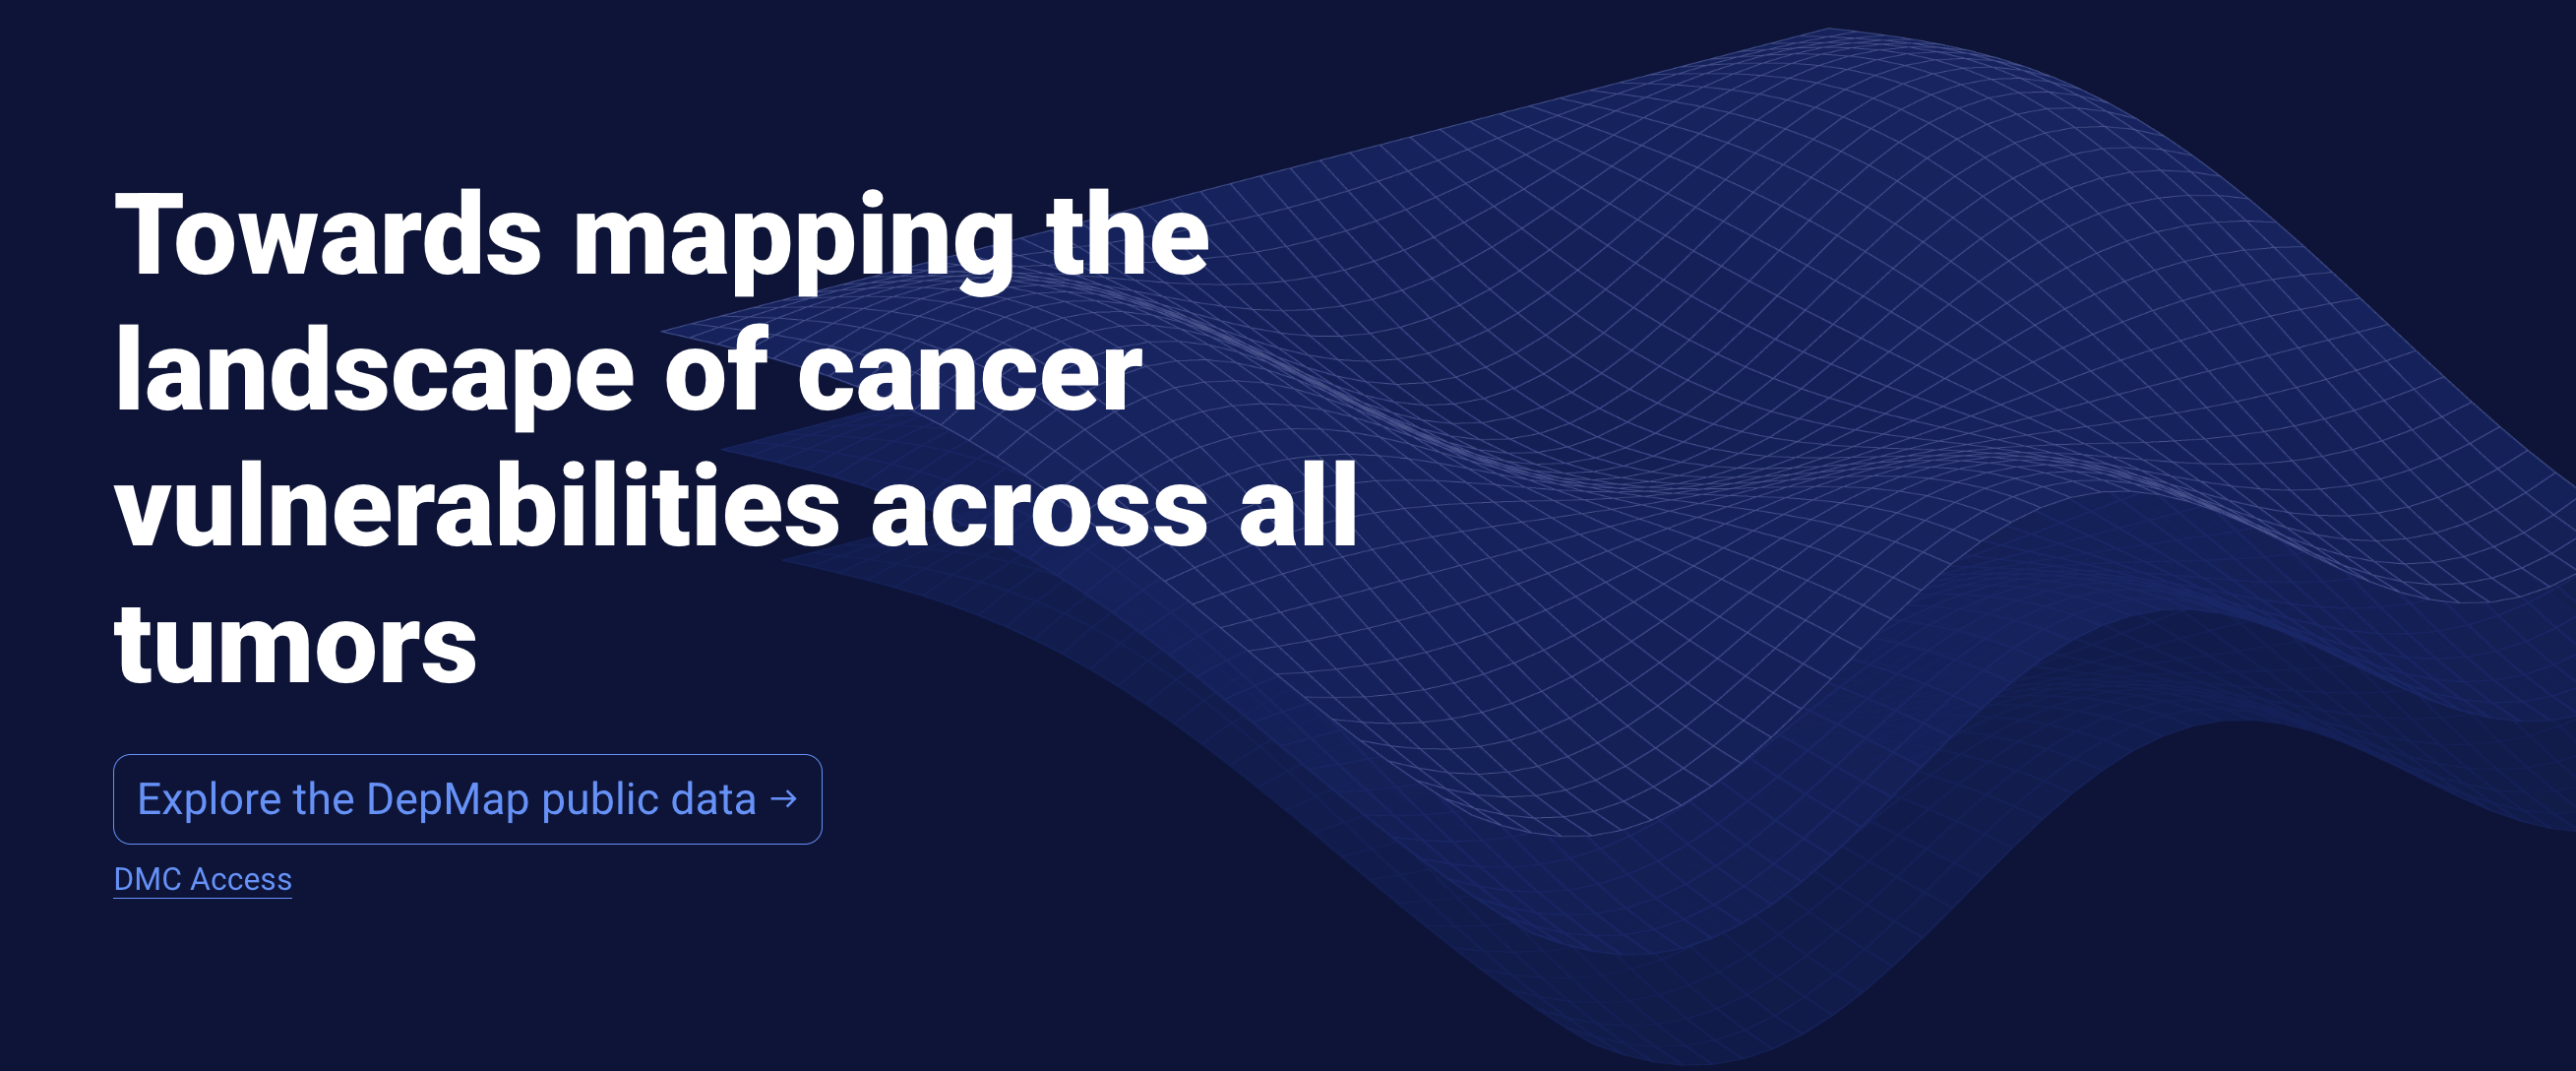 Towards mapping the
landscape of cancer
vulnerabilities across all
tumors
Explore the DepMap public data →
DMC Access